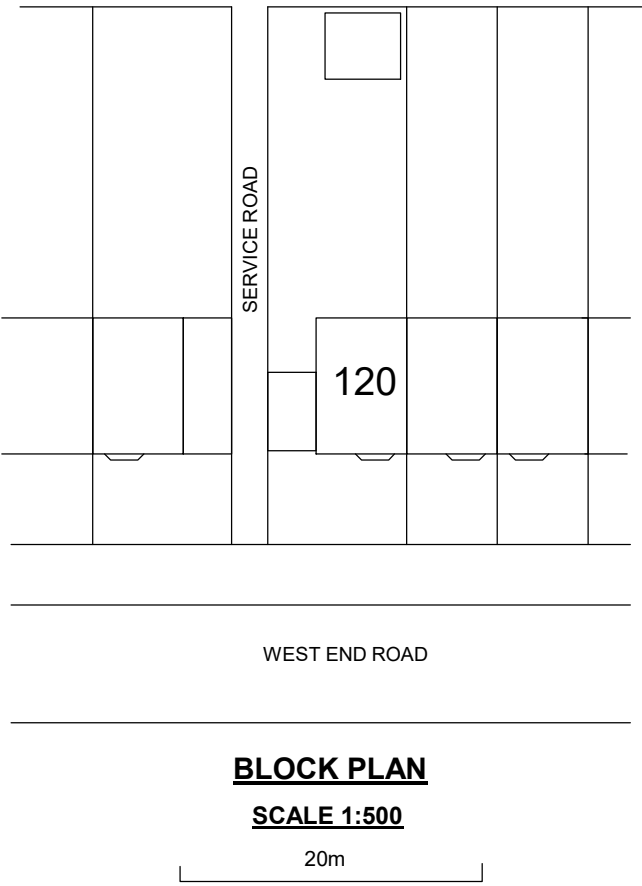 SERVICE ROAD
120
WEST END ROAD
BLOCK PLAN
SCALE 1:500
20m